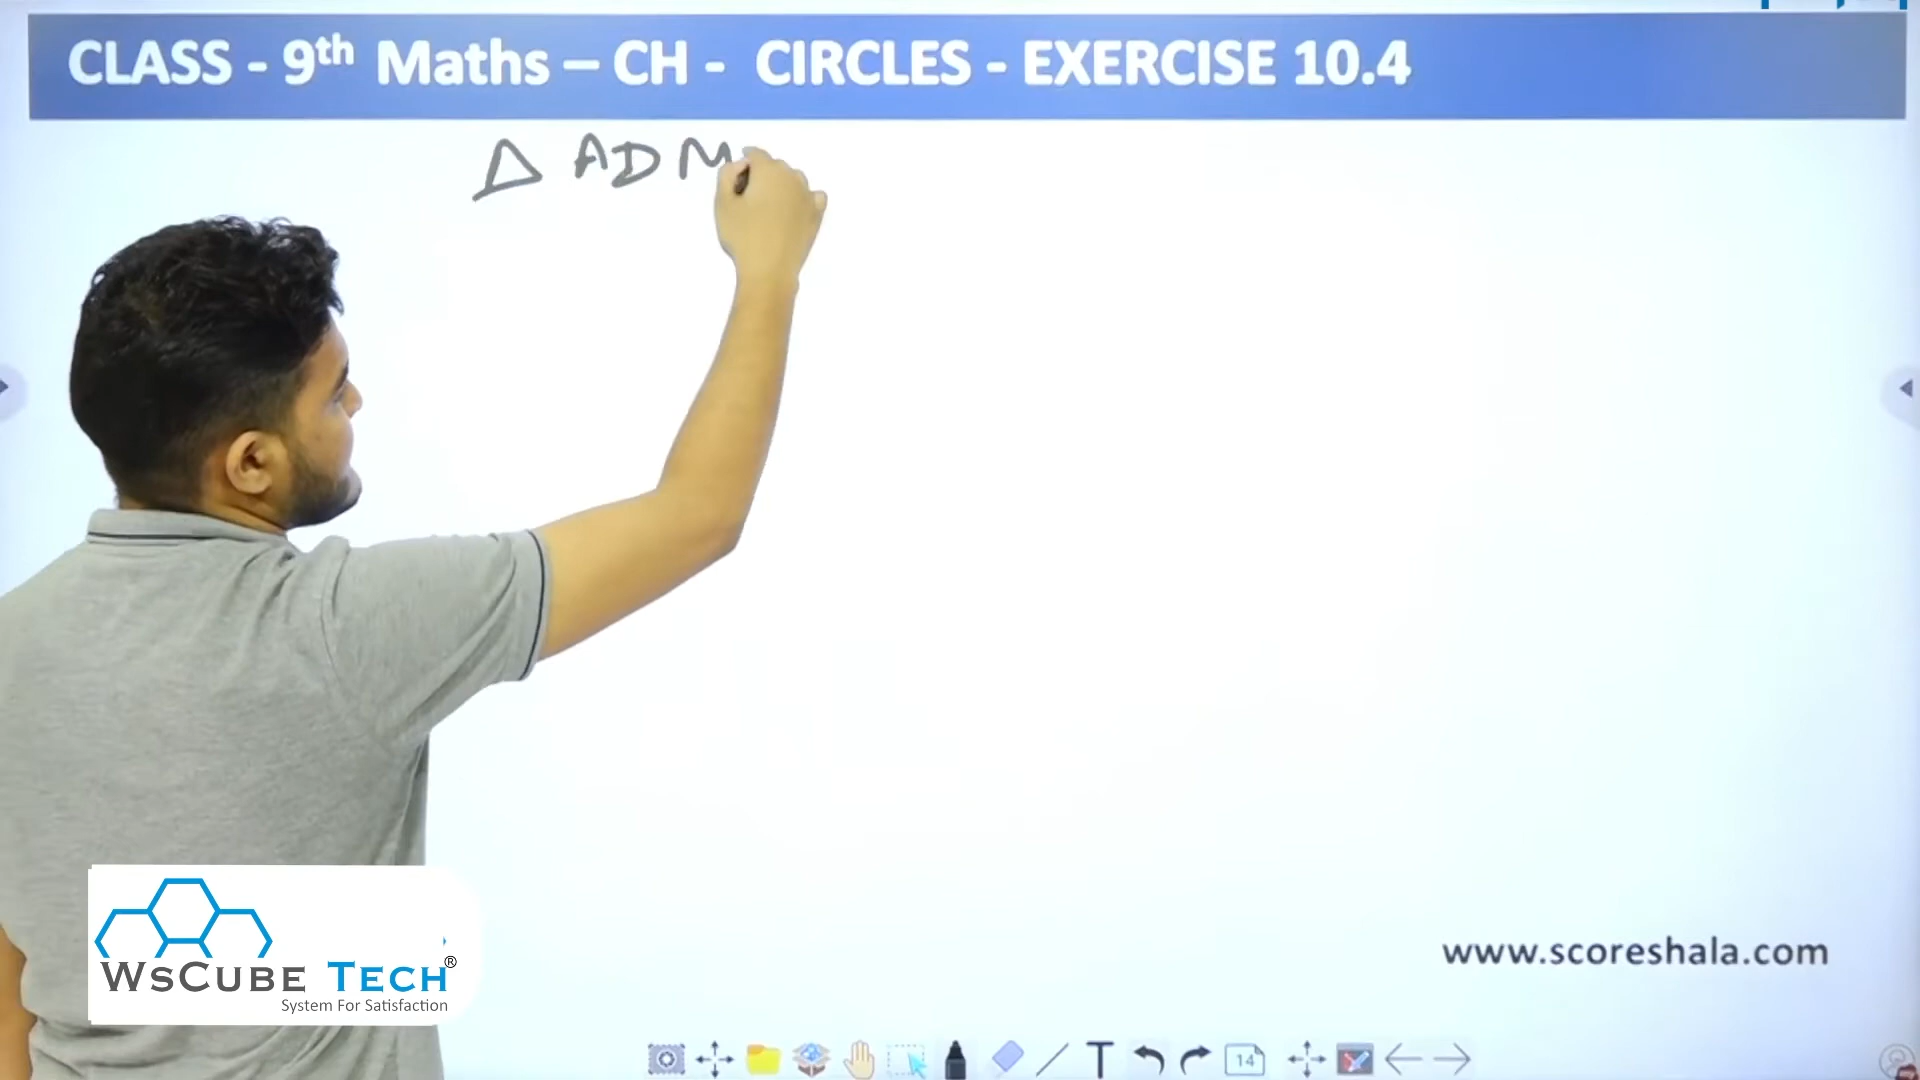 CLASS - 9th Maths – CH - CIRCLES - EXERCISE 10.4
△ ADM
www.scoreshala.com
WSCUBE TECH®
System For Satisfaction
T
14